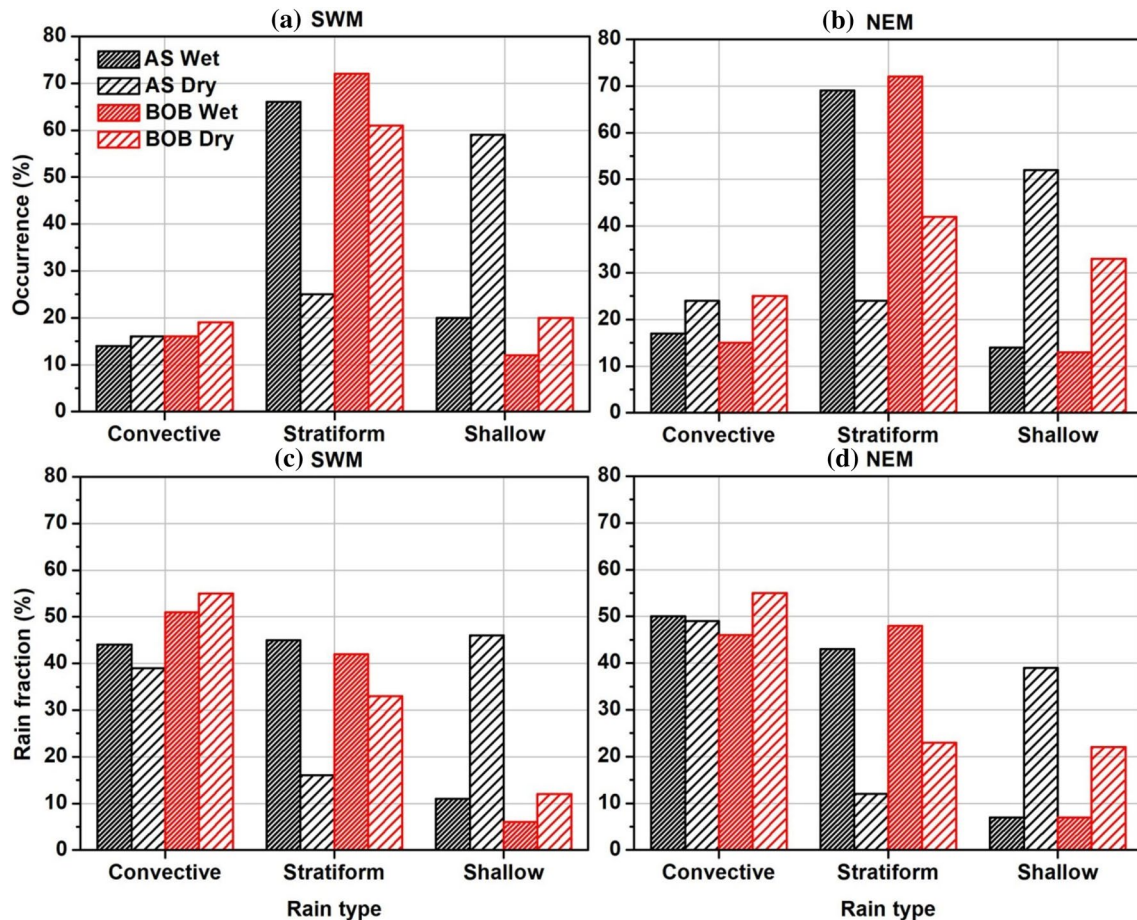 (a) SWM
80
70
60
50
40
30
20
10
0
Occurrence (%)
AS Wet
AS Dry
BOB Wet
BOB Dry
Convective Stratiform Shallow
(b) NEM
80
70
60
50
40
30
20
10
0
Convective Stratiform Shallow
(c) SWM
80
70
60
50
40
30
20
10
0
Rain fraction (%)
Convective Stratiform Shallow
Rain type
(d) NEM
80
70
60
50
40
30
20
10
0
Convective Stratiform Shallow
Rain type